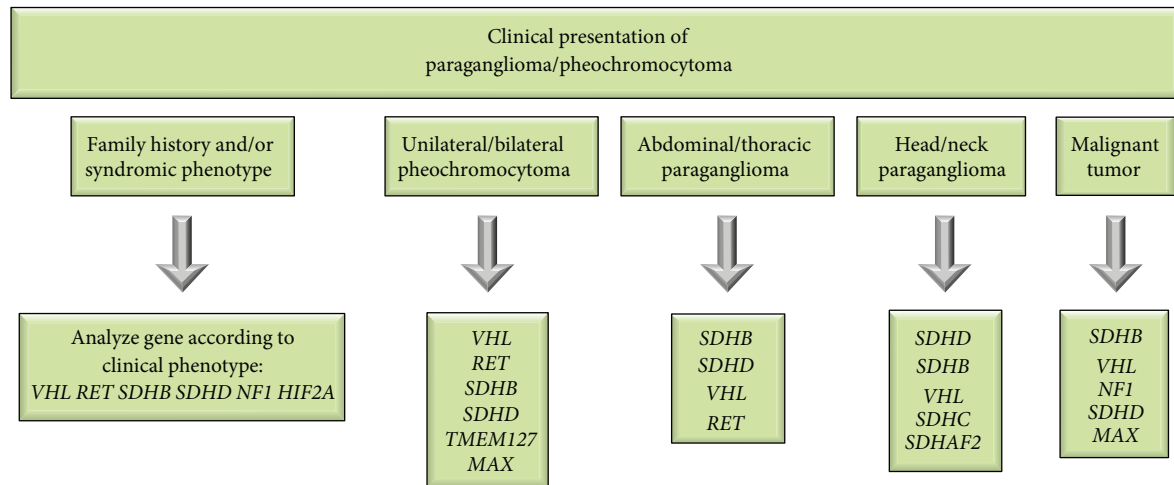 Clinical presentation of
paraganglioma/pheochromocytoma
Family history and/or
syndromic phenotype
Unilateral/bilateral
pheochromocytoma
Abdominal/thoracic
paraganglioma
Head/neck
paraganglioma
Malignant
tumor
Analyze gene according to
clinical phenotype:
VHL RET SDHB SDHD NF1 HIF2A
VHL
RET
SDHB
SDHD
TMEM127
MAX
SDHB
SDHD
VHL
RET
SDHD
SDHB
VHL
SDHC
SDHAF2
SDHB
VHL
NF1
SDHD
MAX